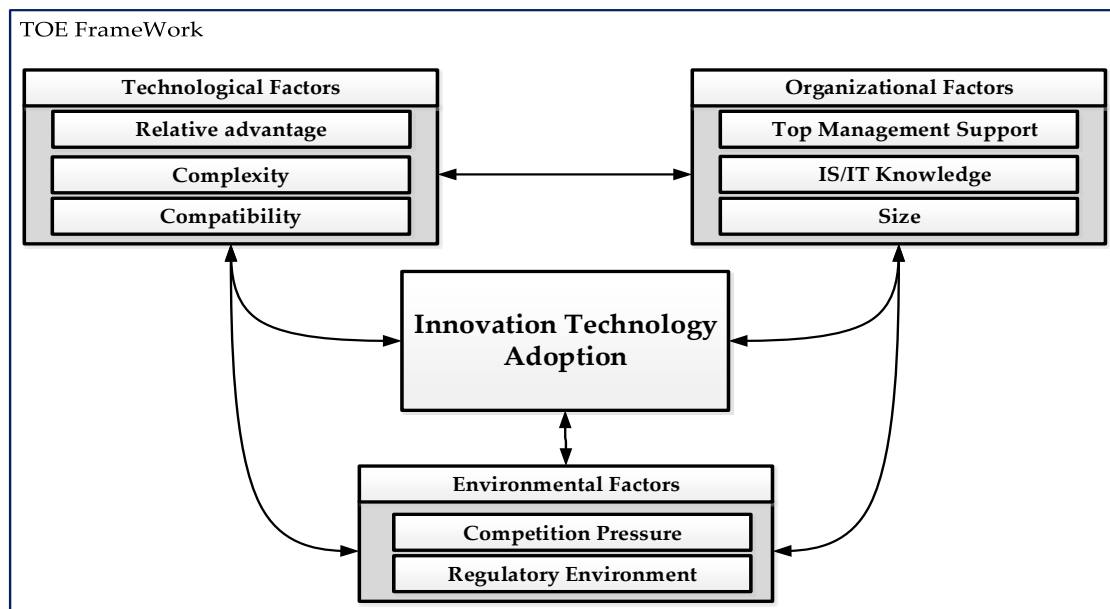 TOE FrameWork
Technological Factors
Relative advantage
Complexity
Compatibility
Organizational Factors
Top Management Support
IS/IT Knowledge
Size
Innovation Technology
Adoption
Environmental Factors
Competition Pressure
Regulatory Environment